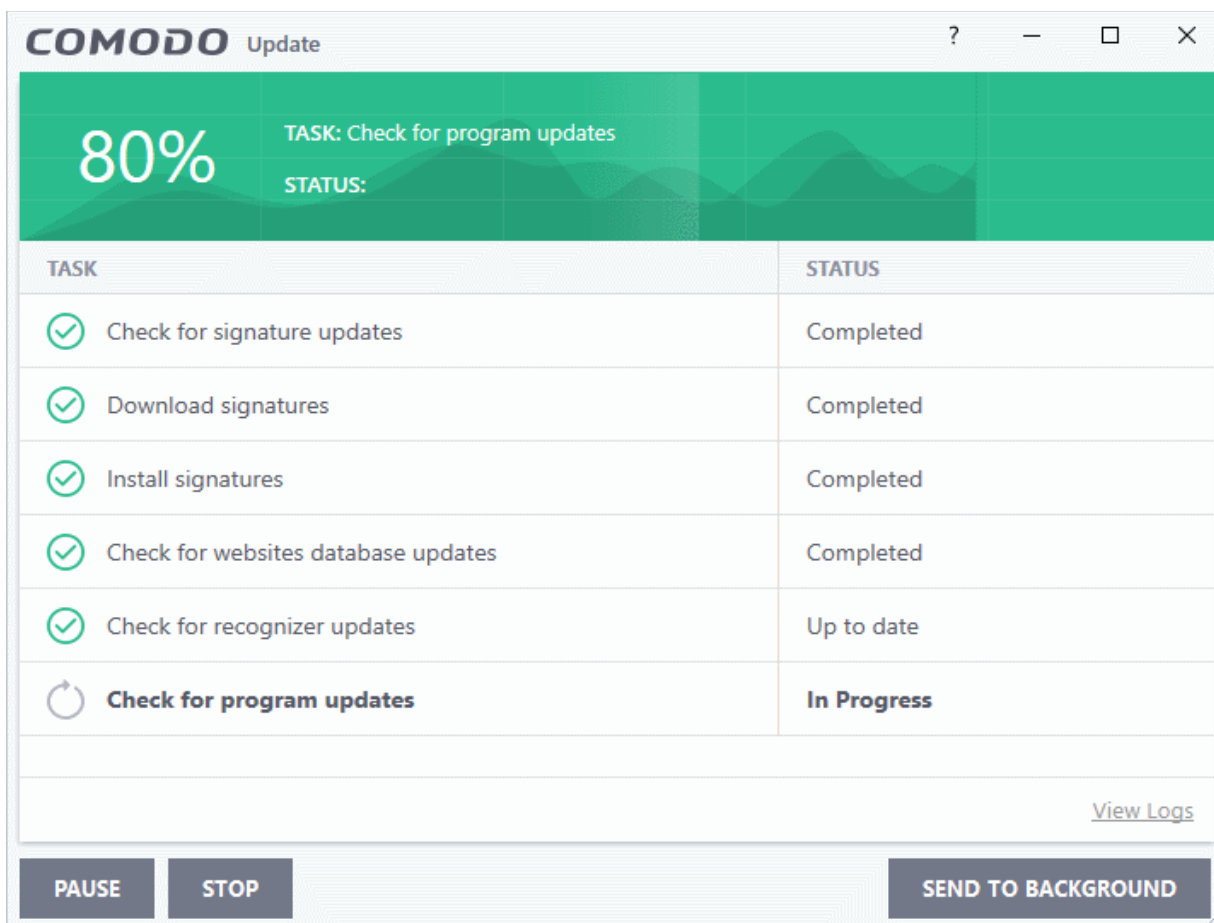 COMODO Update ?
80%
TASK: Check for program updates
STATUS:
TASK STATUS
Check for signature updates Completed
Download signatures Completed
Install signatures Completed
Check for websites database updates Completed
Check for recognizer updates Up to date
Check for program updates In Progress
View Logs
PAUSE STOP SEND TO BACKGROUND